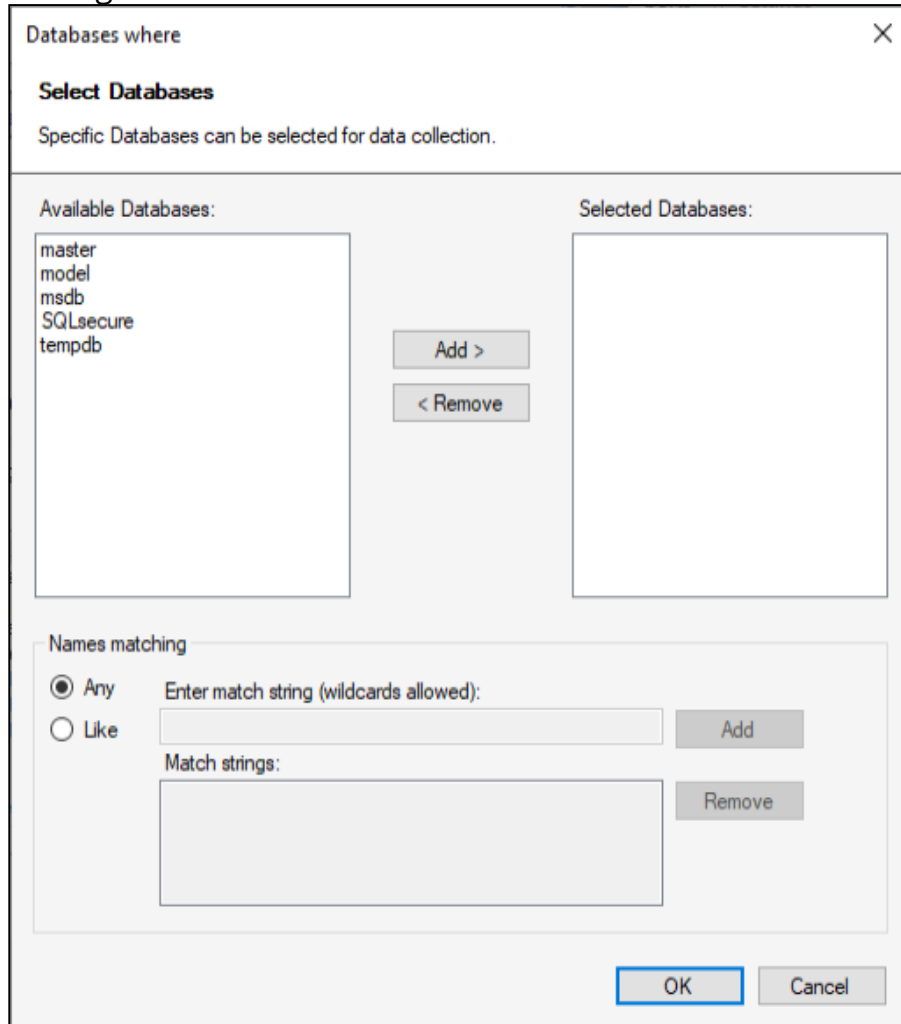 Databases where
Select Databases
Specific Databases can be selected for data collection.
Available Databases:
Selected Databases:
master
model
msdb
SQLsecure
tempdb
Add >
< Remove
Names matching
Any
Enter match string (wildcards allowed):
Like
Add
Match strings:
Remove
OK
Cancel